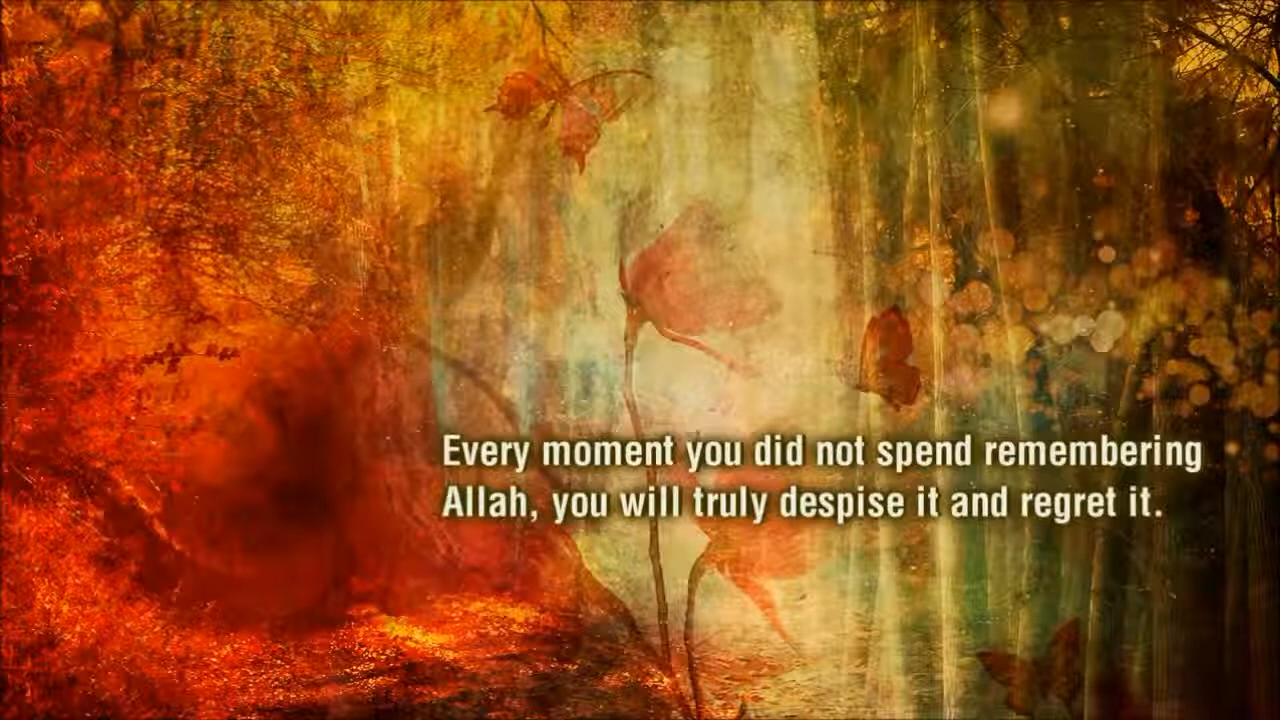 Every moment you did not spend remembering
Allah, you will truly despise it and regret it.